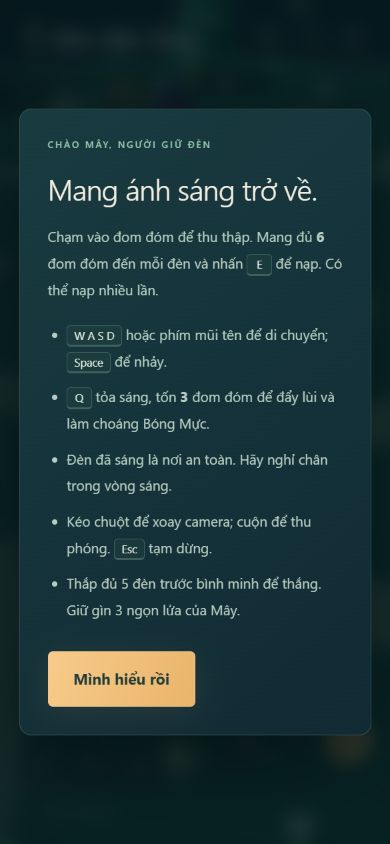 CHÀO MÂY, NGƯỜI GIỮ ĐÈN
Mang ánh sáng trở về.
Chạm vào đom đóm để thu thập. Mang đủ 6
đom đóm đến mỗi đèn và nhấn E để nạp. Có
thể nạp nhiều lần.
W A S D hoặc phím mũi tên để di chuyển;
Space để nhảy.
Q tỏa sáng, tốn 3 đom đóm để đẩy lùi và
làm choáng Bóng Mực.
Đèn đã sáng là nơi an toàn. Hãy nghỉ chân
trong vòng sáng.
Kéo chuột để xoay camera; cuộn để thu
phóng. Esc tạm dừng.
Thắp đủ 5 đèn trước bình minh để thắng.
Giữ gìn 3 ngọn lửa của Mây.
Mình hiểu rồi